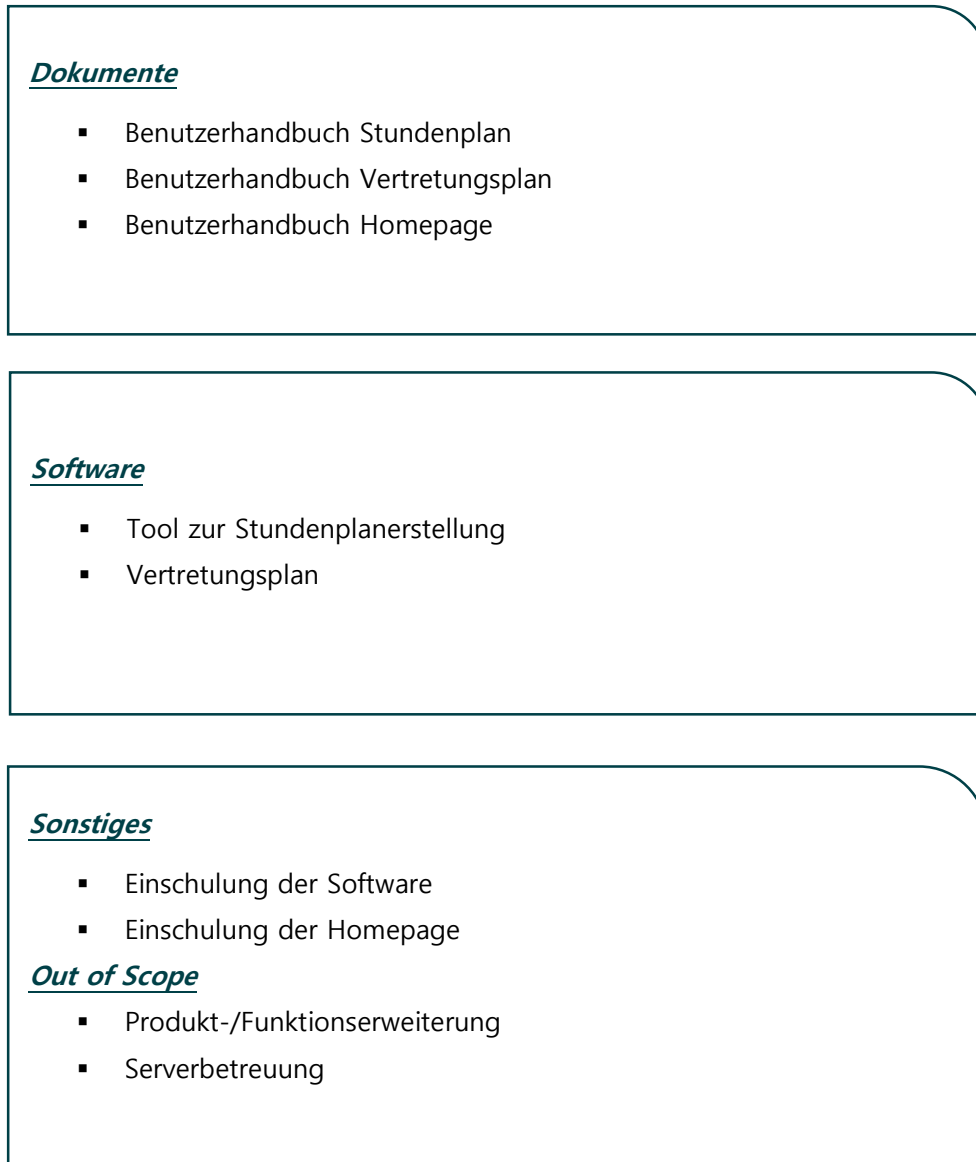 Dokumente
▪ Benutzerhandbuch Stundenplan
▪ Benutzerhandbuch Vertretungsplan
▪ Benutzerhandbuch Homepage
Software
▪ Tool zur Stundenplanerstellung
▪ Vertretungsplan
Sonstiges
▪ Einschulung der Software
▪ Einschulung der Homepage
Out of Scope
▪ Produkt-/Funktionserweiterung
▪ Serverbetreuung